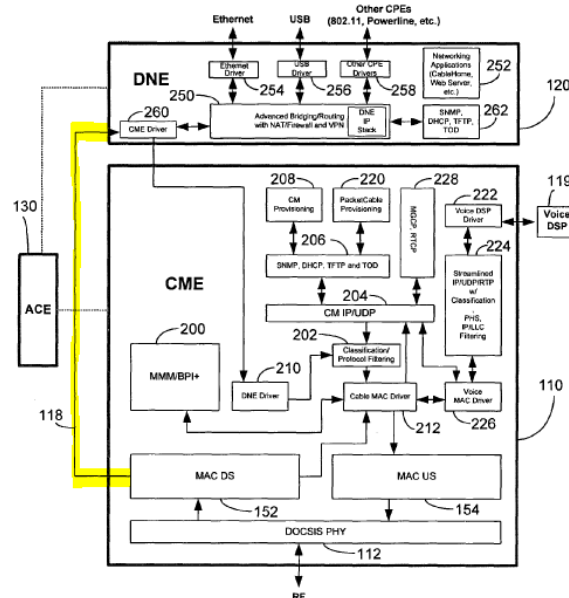 Ethernet
USB
Other CPEs
(802.11, Powerline, etc.)
DNE
Ethernet
Driver
254
USB
Driver
256
Other CPE
Drivers
258
Networking
Applications
(CableHome,
Web Server,
etc.)
252
260
250
CME Driver
Advanced Bridging/Routing
with NAT/Firewall and VPN
DNE
IP
Stack
SNMP,
DHCP, TFTP,
TOD
262
120
208
220
228
222
119
CM
Provisioning
PacketCable
Provisioning
MGCP, RTCP
Voice DSP
Driver
Voice
DSP
130
ACE
206
224
SNMP, DHCP, TFTP and TOD
Streamlined
IP/UDP/RTP
w/
Classification
,
PHS,
IP/LLC
Filtering
CME
204
CM IP/UDP
200
202
MMM/BPI+
Classification/
Protocol Filtering
210
DNE Driver
Cable MAC Driver
Voice
MAC Driver
212
226
110
118
MAC DS
MAC US
152
154
DOCSIS PHY
112
RF